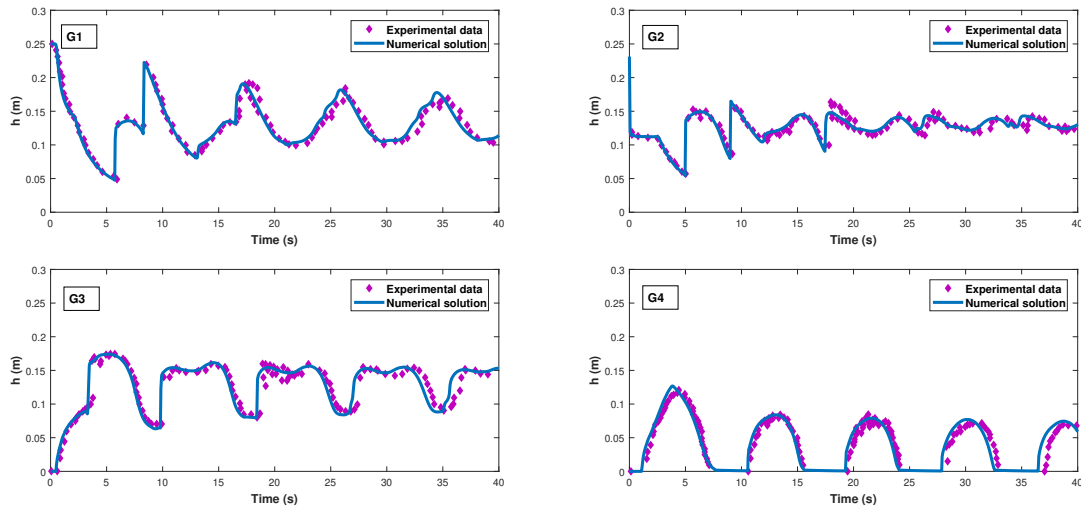 G1
Experimental data
Numerical solution
h (m)
0.3
0.25
0.2
0.15
0.1
0.05
0
0 5 10 15 20 25 30 35 40
Time (s)
G2
Experimental data
Numerical solution
h (m)
0.3
0.25
0.2
0.15
0.1
0.05
0
0 5 10 15 20 25 30 35 40
Time (s)
G3
Experimental data
Numerical solution
h (m)
0.3
0.25
0.2
0.15
0.1
0.05
0
0 5 10 15 20 25 30 35 40
Time (s)
G4
Experimental data
Numerical solution
h (m)
0.3
0.25
0.2
0.15
0.1
0.05
0
0 5 10 15 20 25 30 35 40
Time (s)